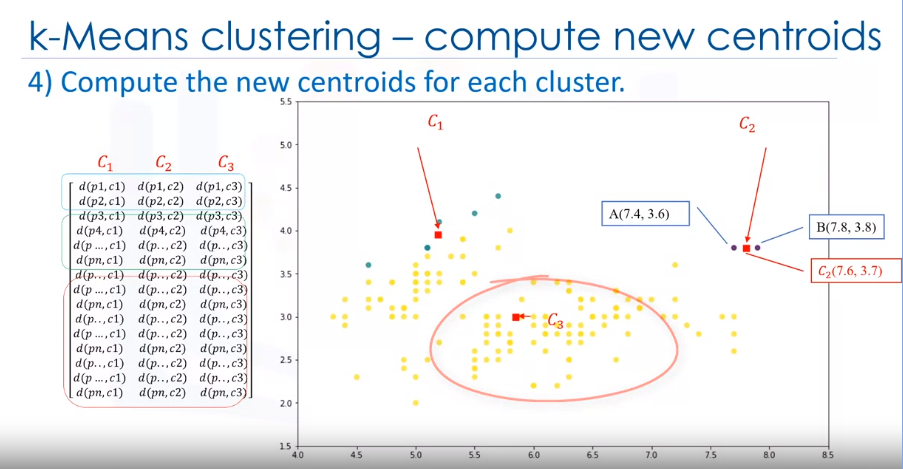 k-Means clustering – compute new centroids
4) Compute the new centroids for each cluster.
C₁ C₂ C₃
d(p1,c1) d(p1,c2) d(p1,c3)
d(p2,c1) d(p2,c2) d(p2,c3)
d(p3,c1) d(p3,c2) d(p3,c3)
d(p4,c1) d(p4,c2) d(p4,c3)
d(p ...,c1) d(p..,c2) d(p..,c3)
d(pn,c1) d(pn,c2) d(pn,c3)
d(p..,c1) d(p..,c2) d(p..,c3)
d(p ...,c1) d(p..,c2) d(p..,c3)
d(pn,c1) d(pn,c2) d(pn,c3)
d(p..,c1) d(p..,c2) d(p..,c3)
d(p ...,c1) d(p..,c2) d(p..,c3)
d(pn,c1) d(pn,c2) d(pn,c3)
d(p..,c1) d(p..,c2) d(p..,c3)
d(p ...,c1) d(p..,c2) d(p..,c3)
d(pn,c1) d(pn,c2) d(pn,c3)
5.5
5.0
4.5
4.0
3.5
3.0
2.5
2.0
1.5
C₁
C₂
A(7.4, 3.6)
B(7.8, 3.8)
C₂(7.6, 3.7)
C₃
4.0 4.5 5.0 5.5 6.0 6.5 7.0 7.5 8.0 8.5